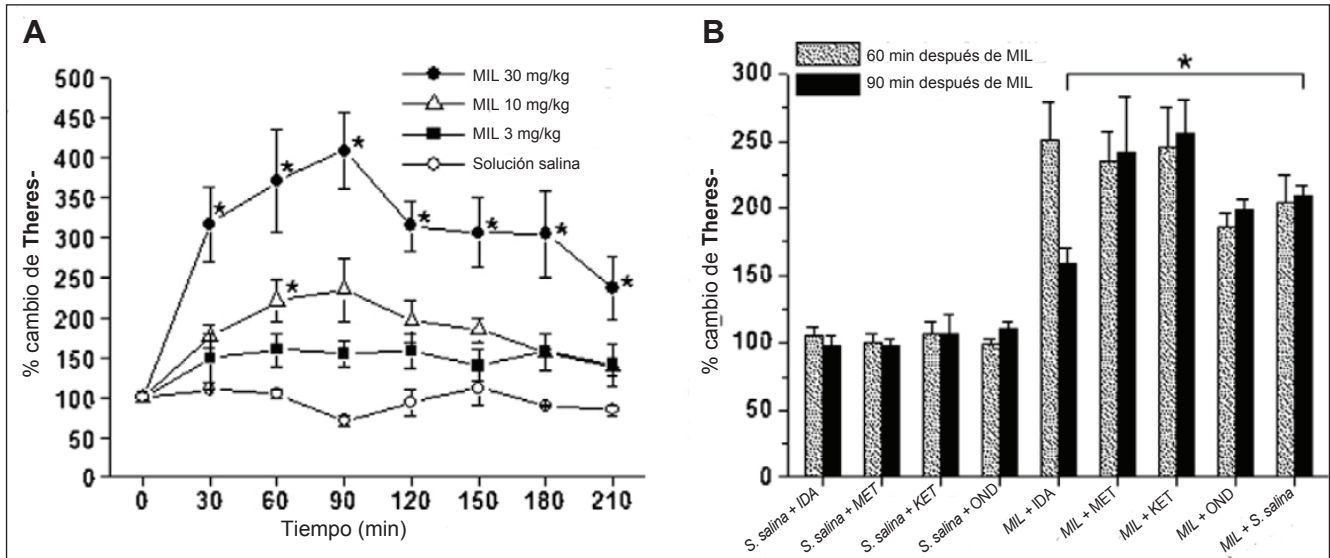 A
% cambio de Theres-
500
450
400
350
300
250
200
150
100
50
0
MIL 30 mg/kg
MIL 10 mg/kg
MIL 3 mg/kg
Solución salina
*
*
*
*
*
*
*
*
0 30 60 90 120 150 180 210
Tiempo (min)
B
60 min después de MIL
90 min después de MIL
*
% cambio de Theres-
300
250
200
150
100
50
0
S. salina + IDA
S. salina + MET
S. salina + KET
S. salina + OND
MIL + IDA
MIL + MET
MIL + KET
MIL + OND
MIL + S. salina